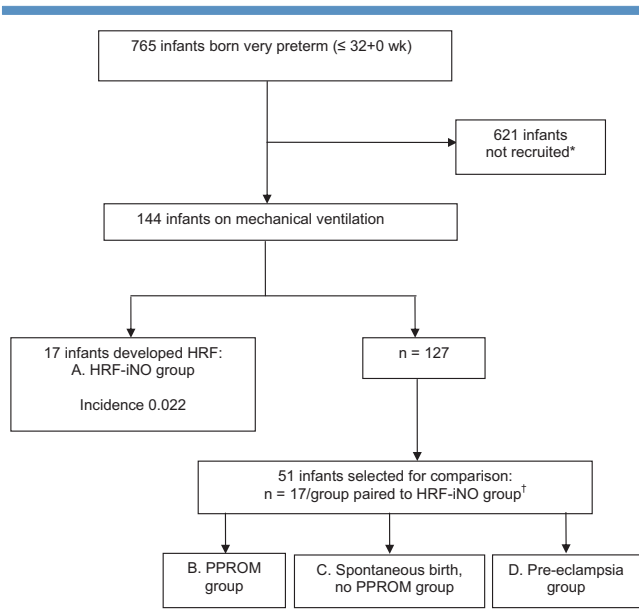 765 infants born very preterm (≤ 32+0 wk)
621 infants
not recruited*
144 infants on mechanical ventilation
17 infants developed HRF:
A. HRF-iNO group
Incidence 0.022
n = 127
51 infants selected for comparison:
n = 17/group paired to HRF-iNO group†
B. PPROM
group
C. Spontaneous birth,
no PPROM group
D. Pre-eclampsia
group